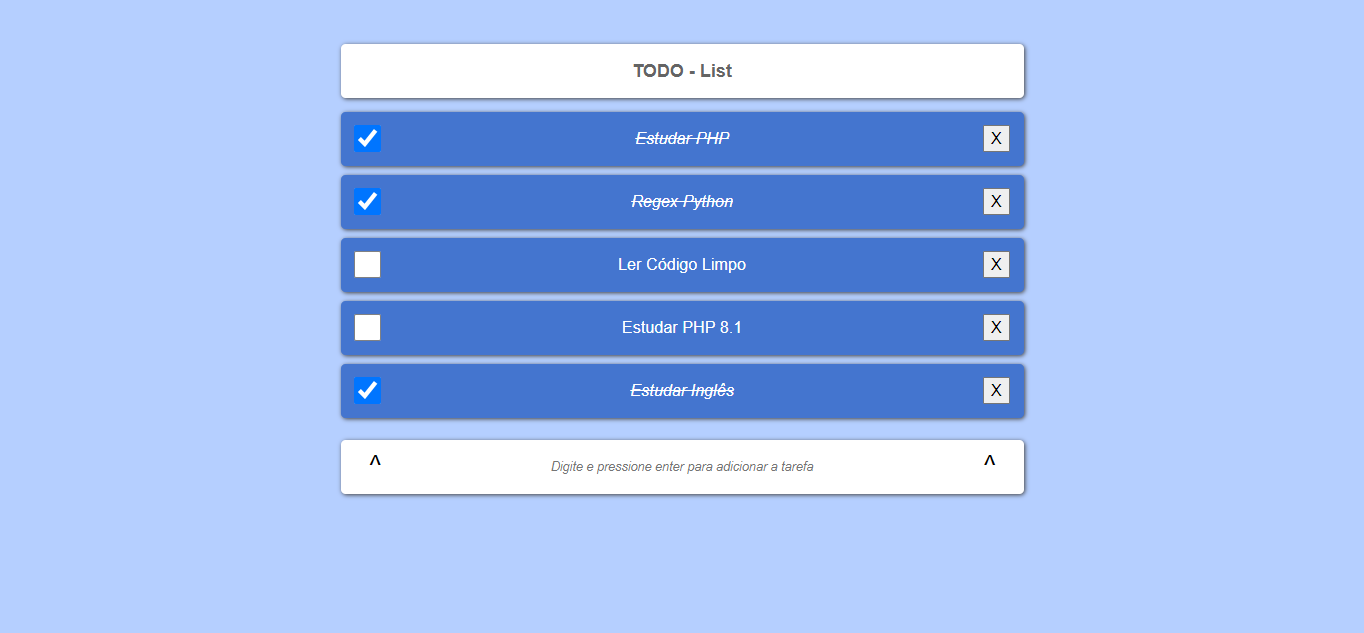 TODO - List
Estudar PHP X
Regex Python X
Ler Código Limpo X
Estudar PHP 8.1 X
Estudar Inglês X
^ Digite e pressione enter para adicionar a tarefa ^